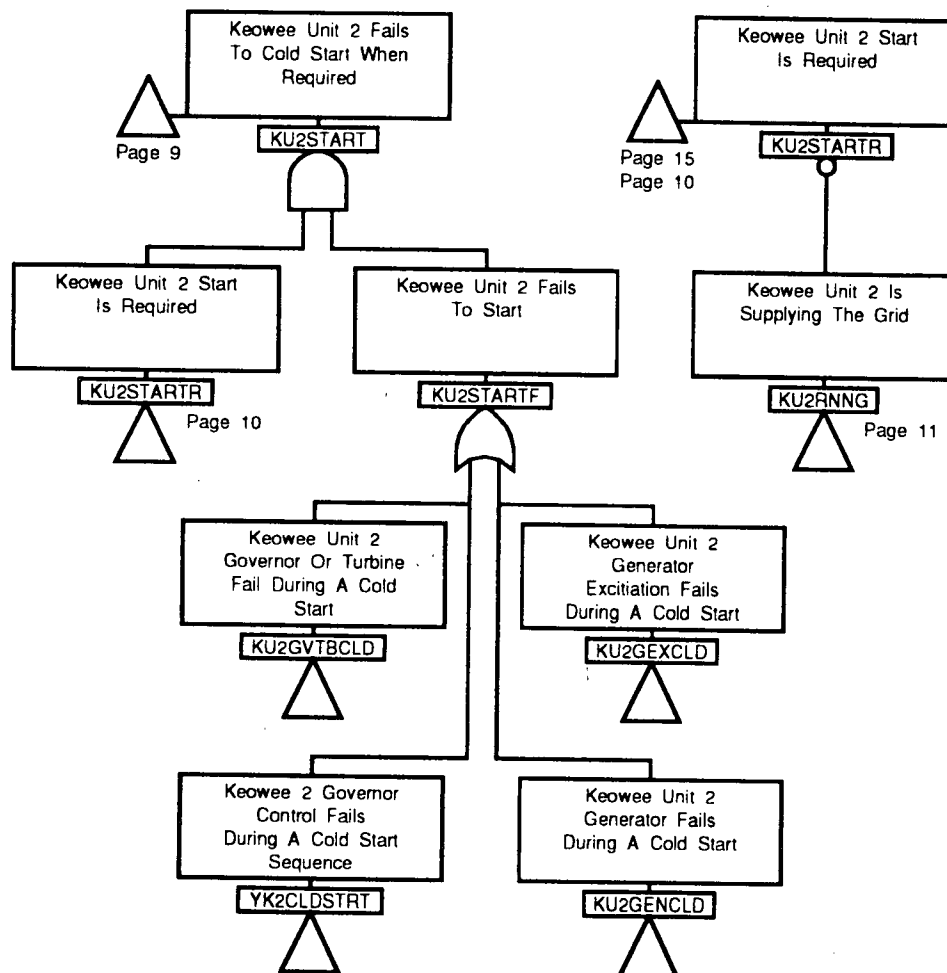 Keowee Unit 2 Fails
To Cold Start When
Required
Page 9
KU2START
Keowee Unit 2 Start
Is Required
Page 15
Page 10
KU2STARTR
Keowee Unit 2 Start
Is Required
KU2STARTR
Page 10
Keowee Unit 2 Fails
To Start
KU2STARTF
Keowee Unit 2 Is
Supplying The Grid
KU2RNNG
Page 11
Keowee Unit 2
Governor Or Turbine
Fail During A Cold
Start
KU2GVTBCLD
Keowee Unit 2
Generator
Excitiation Fails
During A Cold Start
KU2GEXCLD
Keowee 2 Governor
Control Fails
During A Cold Start
Sequence
YK2CLDSTRT
Keowee Unit 2
Generator Fails
During A Cold Start
KU2GENCLD